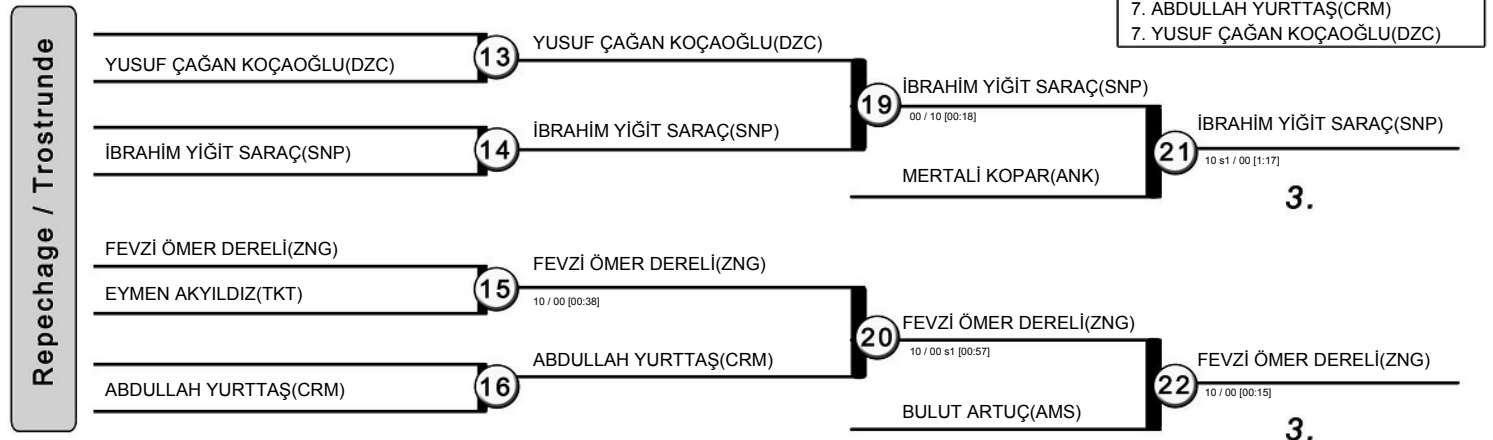 7. ABDULLAH YURTTAŞ(CRM)
7. YUSUF ÇAĞAN KOÇAOĞLU(DZC)
Repechage / Trostrunde
YUSUF ÇAĞAN KOÇAOĞLU(DZC)
13
YUSUF ÇAĞAN KOÇAOĞLU(DZC)
İBRAHİM YİĞİT SARAÇ(SNP)
14
İBRAHİM YİĞİT SARAÇ(SNP)
19
İBRAHİM YİĞİT SARAÇ(SNP)
00 / 10 [00:18]
MERTALİ KOPAR(ANK)
21
İBRAHİM YİĞİT SARAÇ(SNP)
10 s1 / 00 [1:17]
3.
FEVZİ ÖMER DERELİ(ZNG)
EYMEN AKYILDIZ(TKT)
15
FEVZİ ÖMER DERELİ(ZNG)
10 / 00 [00:38]
ABDULLAH YURTTAŞ(CRM)
16
ABDULLAH YURTTAŞ(CRM)
20
FEVZİ ÖMER DERELİ(ZNG)
10 / 00 s1 [00:57]
BULUT ARTUÇ(AMS)
22
FEVZİ ÖMER DERELİ(ZNG)
10 / 00 [00:15]
3.